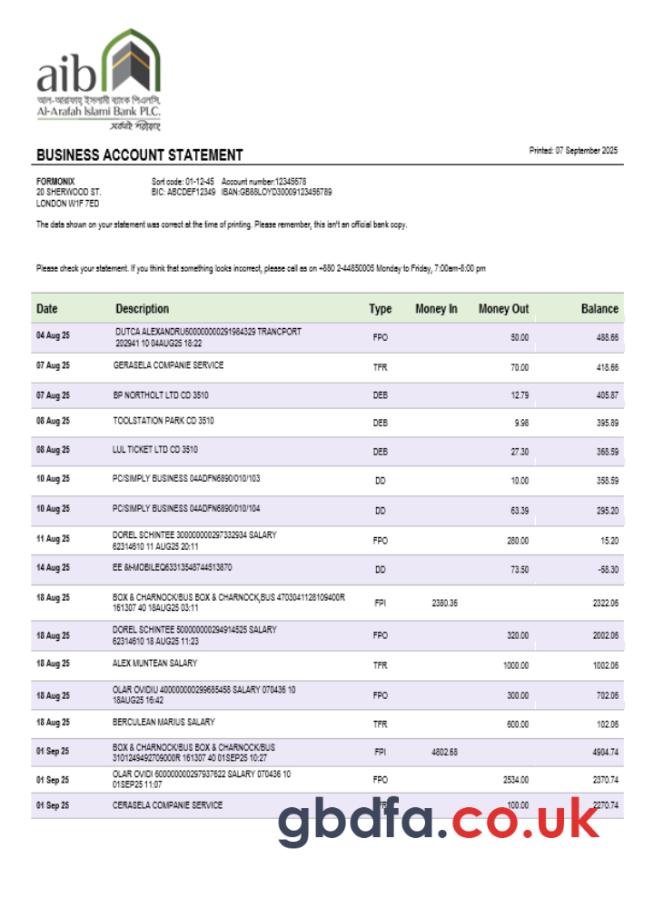 aib
আল-আরাফাহ্ ইসলামী ব্যাংক পিএলসি.
Al-Arafah Islami Bank PLC.
BUSINESS ACCOUNT STATEMENT
Printed: 07 September 2025
FORMONIX
20 SHERWOOD ST.
LONDON W1F 7ED
Sort code: 01-12-45 Account number:12345678
BIC: ABCDEF12349 IBAN:GB88LOYD30009123456789
The data shown on your statement was correct at the time of printing. Please remember, this isn't an official bank copy.
Please check your statement. If you think that something looks incorrect, please call as on +880 2-44850005 Monday to Friday, 7:00am-8:00 pm
Date Description Type Money In Money Out Balance
04 Aug 25 DUTCA ALEXANDRU600000000291984329 TRANCPORT
202941 10 04AUG25 18:22 FPO 50.00 488.66
07 Aug 25 GERASELA COMPANIE SERVICE TFR 70.00 418.66
07 Aug 25 BP NORTHOLT LTD CD 3510 DEB 12.79 405.87
08 Aug 25 TOOLSTATION PARK CD 3510 DEB 9.98 395.89
08 Aug 25 LUL TICKET LTD CD 3510 DEB 27.30 368.59
10 Aug 25 PC/SIMPLY BUSINESS 04ADFN6890/010/103 DD 10.00 358.59
10 Aug 25 PC/SIMPLY BUSINESS 04ADFN6890/010/104 DD 63.39 295.20
11 Aug 25 DOREL SCHINTEE 300000000297332934 SALARY
62314610 11 AUG25 20:11 FPO 280.00 15.20
14 Aug 25 EE &t-MOBILEQ63313548744513870 DD 73.50 -58.30
18 Aug 25 BOX & CHARNOCK/BUS BOX & CHARNOCK,BUS 4703041128109400R
161307 40 18AUG25 03:11 FPI 2380.36 2322.06
18 Aug 25 DOREL SCHINTEE 500000000294914525 SALARY
62314610 18 AUG25 11:23 FPO 320.00 2002.06
18 Aug 25 ALEX MUNTEAN SALARY TFR 1000.00 1002.06
18 Aug 25 OLAR OVIDIU 400000000299685458 SALARY 070436 10
18AUG25 16:42 FPO 300.00 702.06
18 Aug 25 BERCULEAN MARIUS SALARY TFR 600.00 102.06
01 Sep 25 BOX & CHARNOCK/BUS BOX & CHARNOCK/BUS
3101249492709000R 161307 40 01SEP25 10:27 FPI 4802.68 4904.74
01 Sep 25 OLAR OVIDI 600000000297937622 SALARY 070436 10
01SEP25 11:07 FPO 2534.00 2370.74
01 Sep 25 CERASELA COMPANIE SERVICE TFR 100.00 2270.74
gbdfa.co.uk